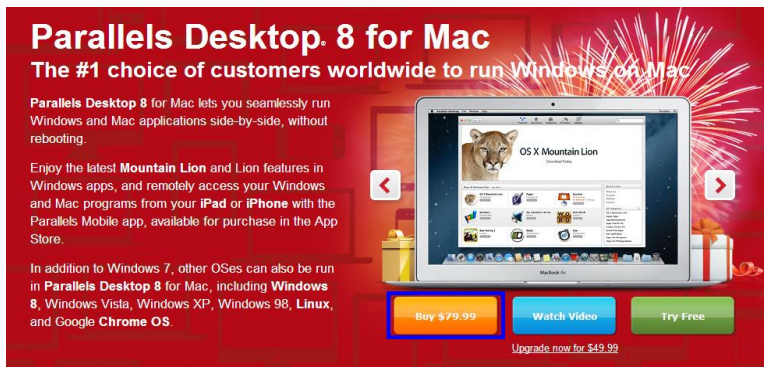 Parallels Desktop® 8 for Mac
The #1 choice of customers worldwide to run Windows on Mac
Parallels Desktop 8 for Mac lets you seamlessly run
Windows and Mac applications side-by-side, without
rebooting.
Enjoy the latest Mountain Lion and Lion features in
Windows apps, and remotely access your Windows
and Mac programs from your iPad or iPhone with the
Parallels Mobile app, available for purchase in the App
Store.
In addition to Windows 7, other OSes can also be run
in Parallels Desktop 8 for Mac, including Windows
8, Windows Vista, Windows XP, Windows 98, Linux,
and Google Chrome OS.
OS X Mountain Lion
Download Today
MacBook Air
Buy $79.99
Watch Video
Try Free
Upgrade now for $49.99